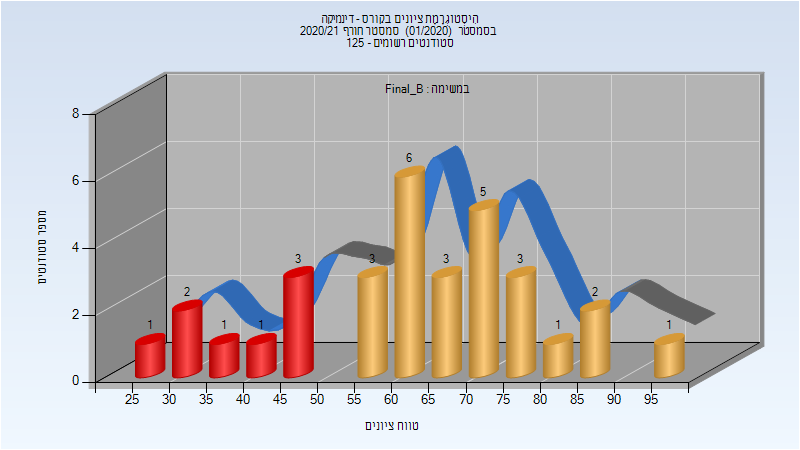 היסטוגרמת ציונים בקורס - דינמיקה
בסמסטר (01/2020) סמסטר חורף 2020/21
סטודנטים רשומים - 125
במשימה : Final_B
מספר סטודנטים
8
6
4
2
0
1
2
1
1
3
3
6
3
5
3
1
2
1
25 30 35 40 45 50 55 60 65 70 75 80 85 90 95
טווח ציונים